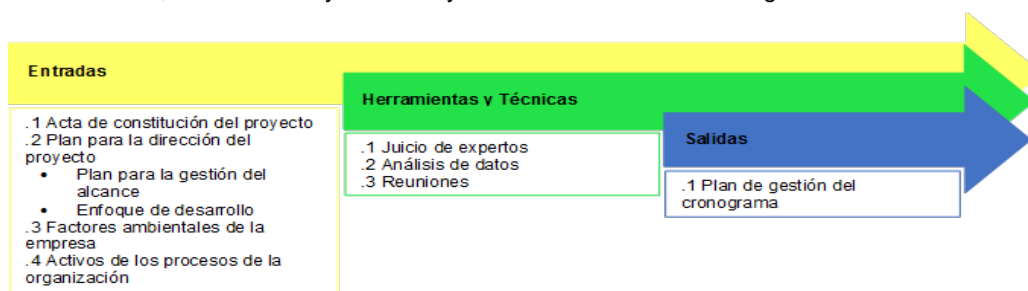 Entradas
.1 Acta de constitución del proyecto
.2 Plan para la dirección del
proyecto
• Plan para la gestión del
alcance
• Enfoque de desarrollo
.3 Factores ambientales de la
empresa
.4 Activos de los procesos de la
organización
Herramientas y Técnicas
.1 Juicio de expertos
.2 Análisis de datos
.3 Reuniones
Salidas
.1 Plan de gestión del
cronograma